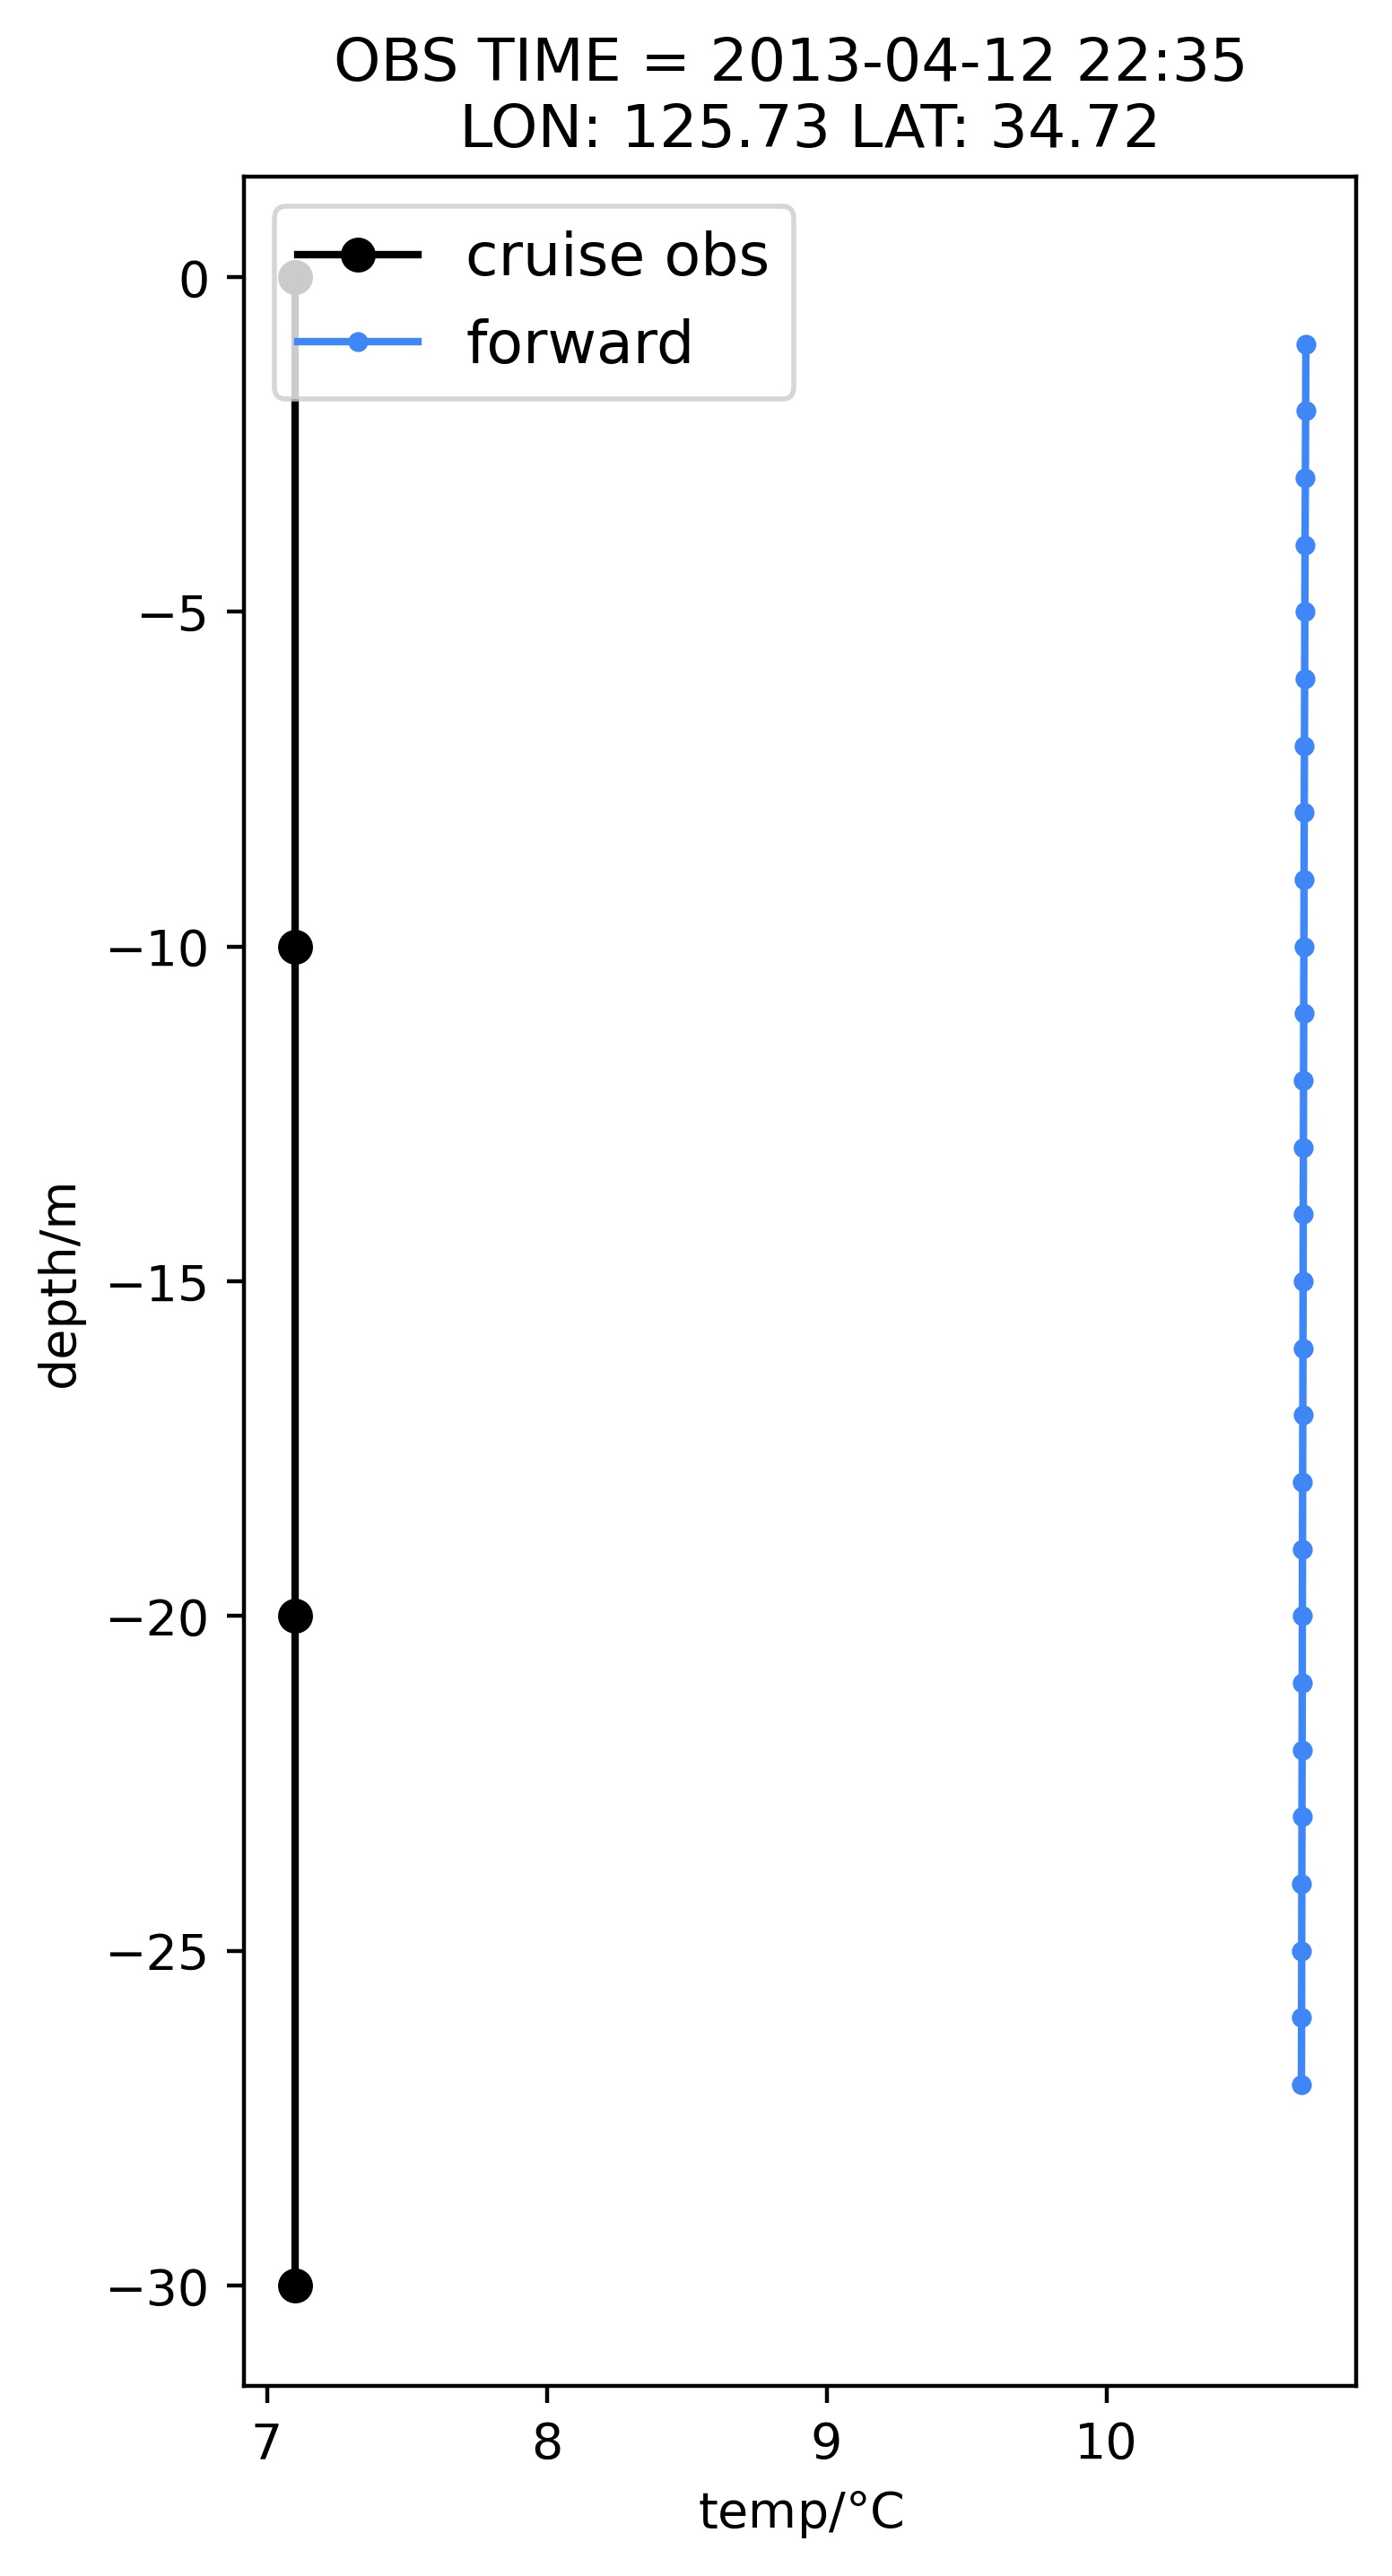 OBS TIME = 2013-04-12 22:35
LON: 125.73 LAT: 34.72
cruise obs
forward
0
−5
−10
−15
−20
−25
−30
depth/m
7 8 9 10
temp/°C